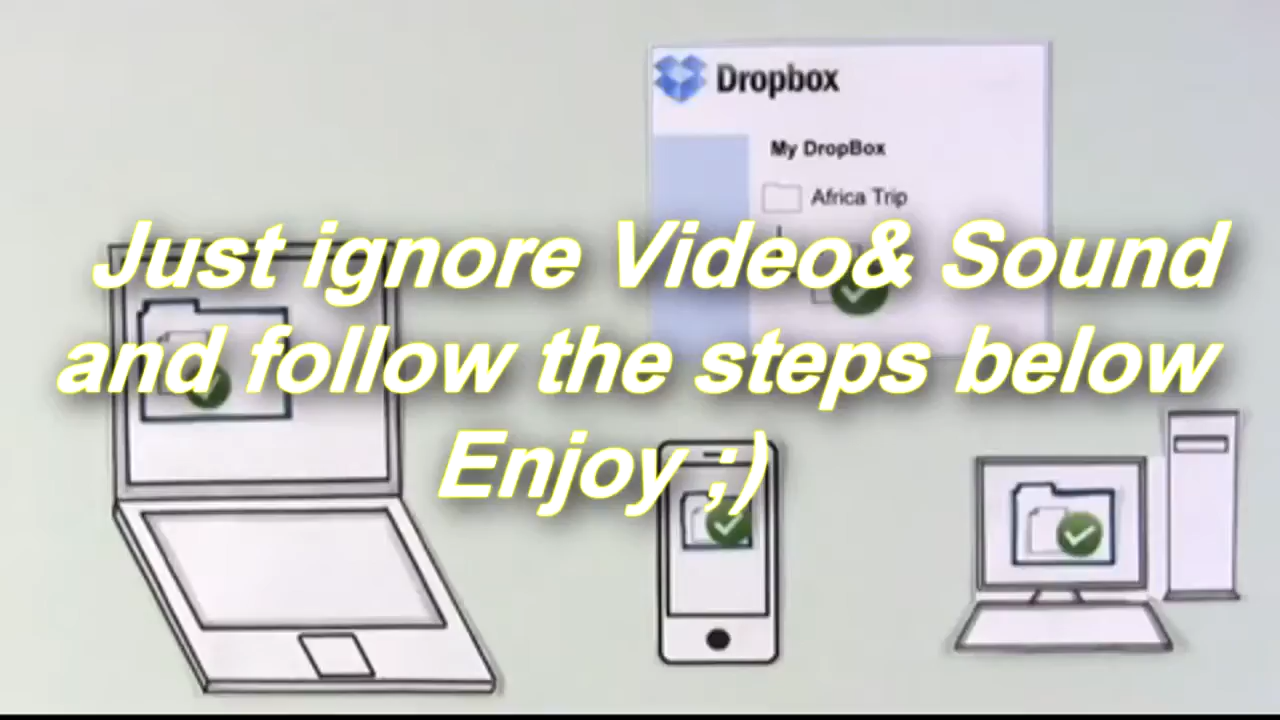 Dropbox
My DropBox
Africa Trip
Just ignore Video& Sound
and follow the steps below
Enjoy ;)